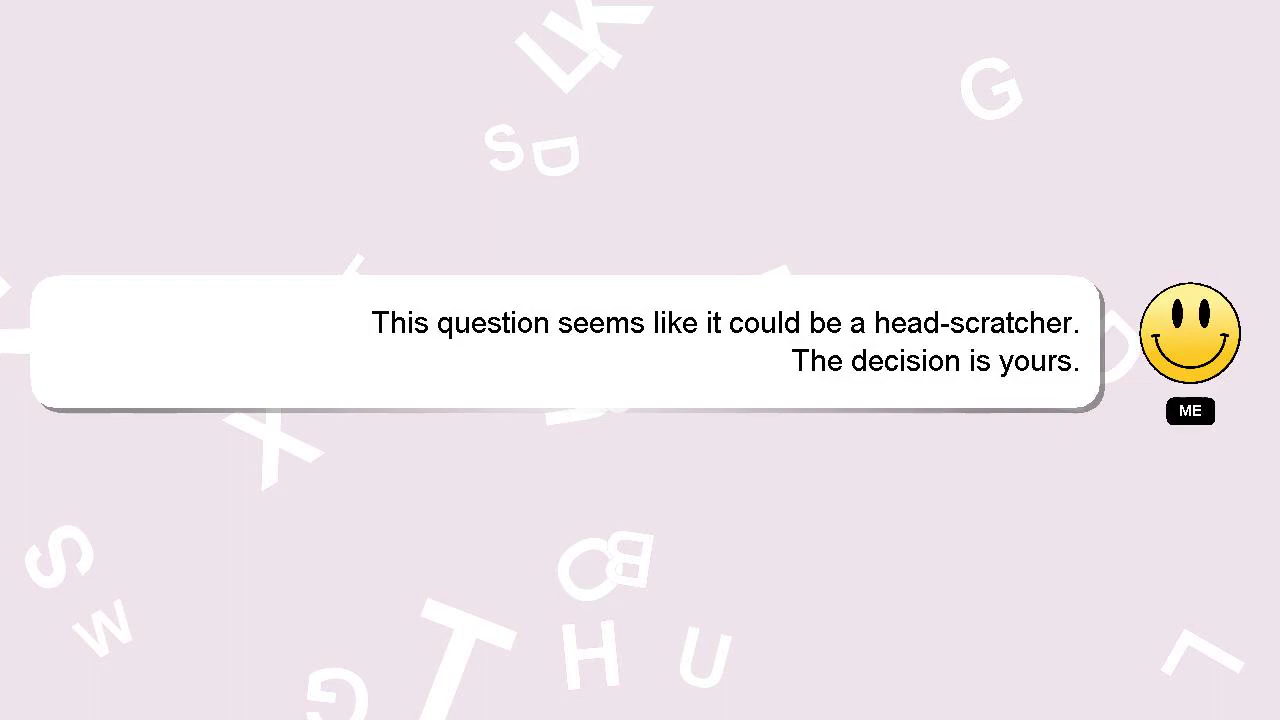 This question seems like it could be a head-scratcher.
The decision is yours.
ME